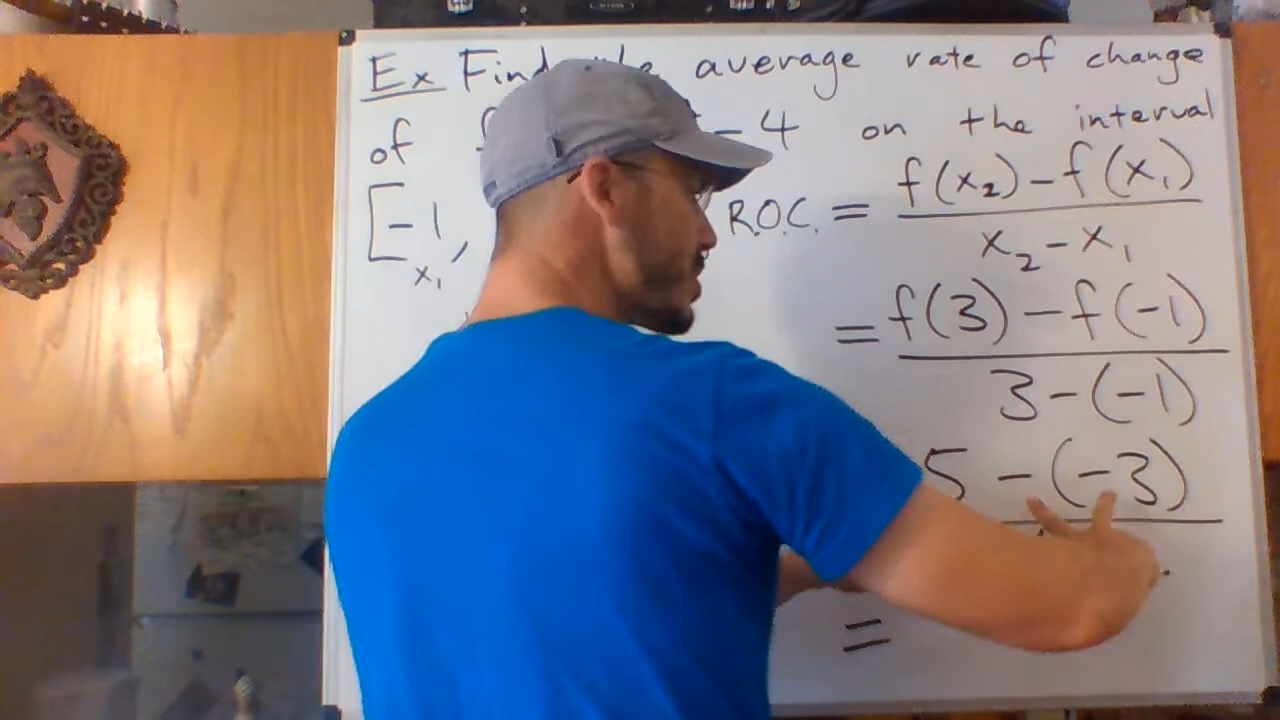 Ex Find average rate of change
of f - 4 on the interval
[-1,
x₁
R.O.C. = f(x₂) - f(x₁)
x₂ - x₁
= f(3) - f(-1)
3 - (-1)
5 - (-3)
=